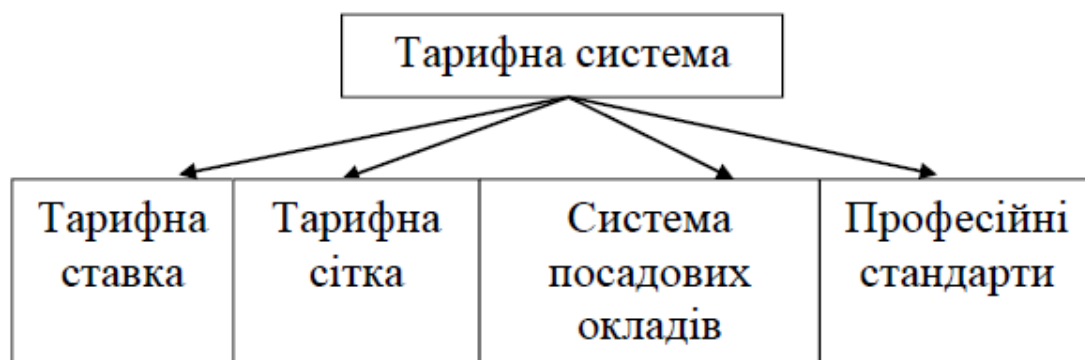 Тарифна система
Тарифна
ставка
Тарифна
сітка
Система
посадових
окладів
Професійні
стандарти